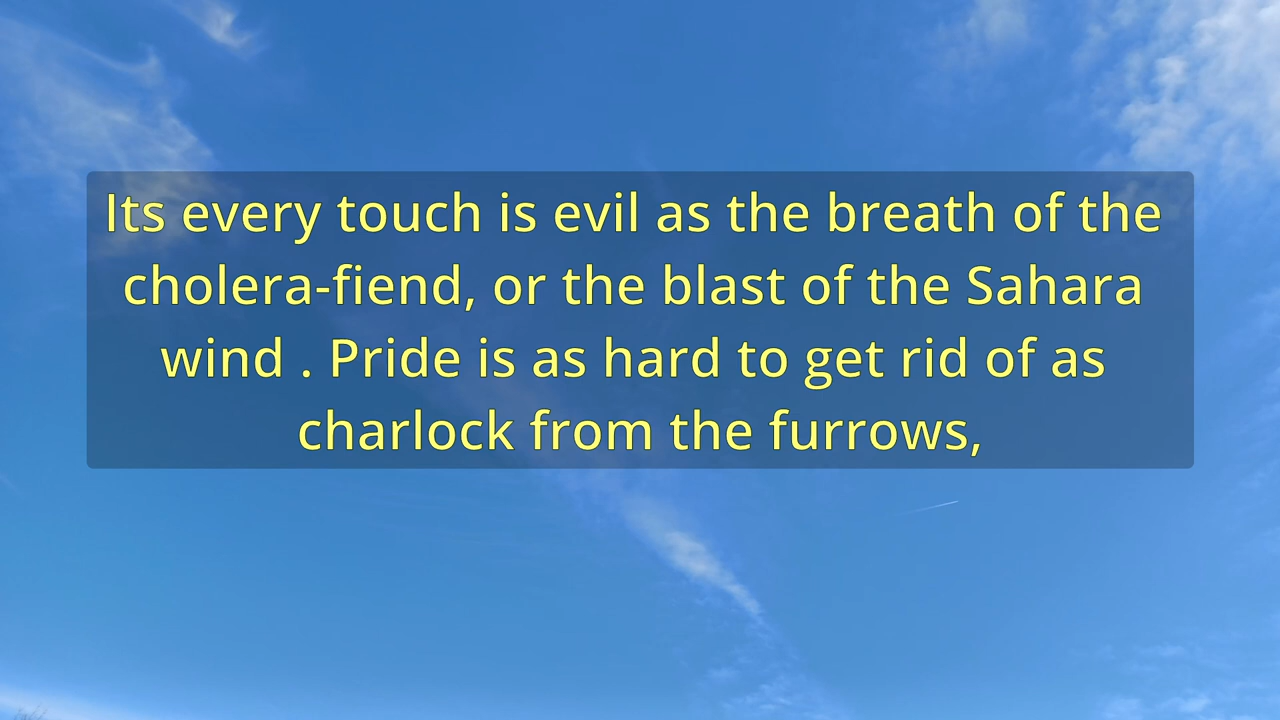 Its every touch is evil as the breath of the
cholera-fiend, or the blast of the Sahara
wind . Pride is as hard to get rid of as
charlock from the furrows,